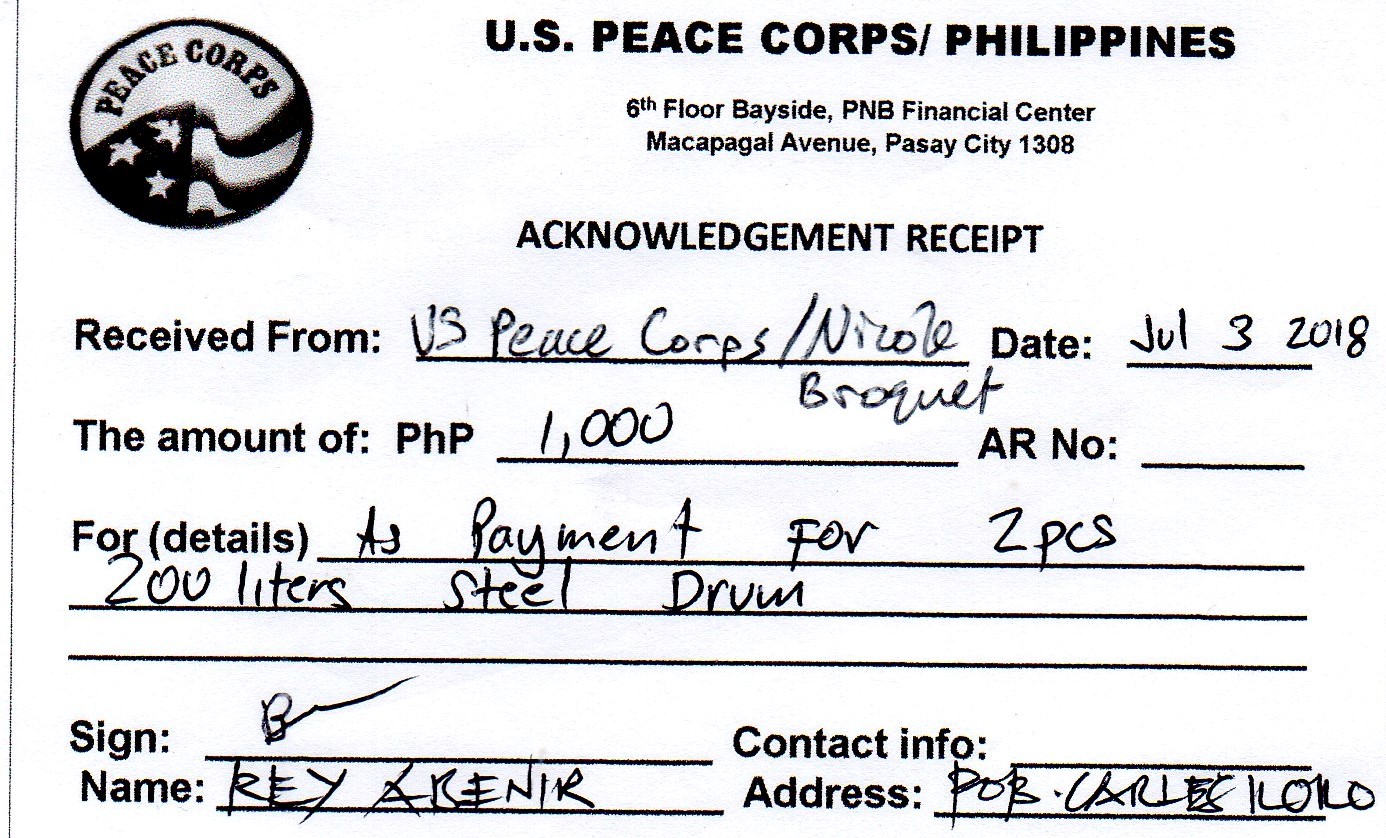 PEACE CORPS
U.S. PEACE CORPS/ PHILIPPINES
6th Floor Bayside, PNB Financial Center
Macapagal Avenue, Pasay City 1308
ACKNOWLEDGEMENT RECEIPT
Received From: US Peace Corps/Nicole Date: Jul 3 2018
Broquet
The amount of: PhP 1,000 AR No:
For (details) As Payment For 2pcs
200 liters Steel Drum
Sign: Contact info:
Name: REY ARENIR Address: POB. CARLES ILOILO